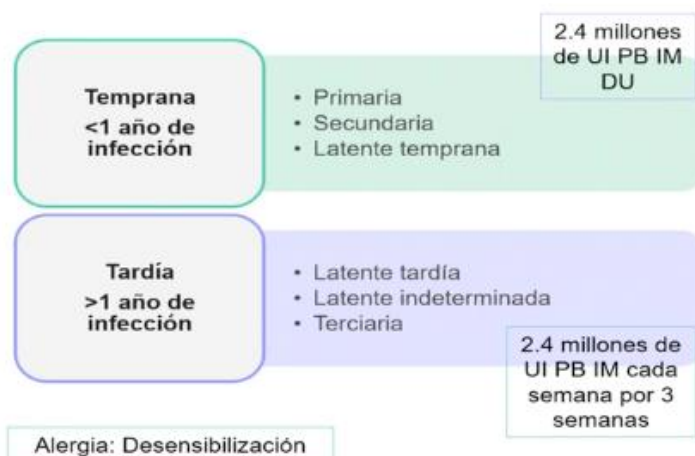 2.4 millones
de UI PB IM
DU
Temprana
<1 año de
infección
• Primaria
• Secundaria
• Latente temprana
Tardía
>1 año de
infección
• Latente tardía
• Latente indeterminada
• Terciaria
2.4 millones de
UI PB IM cada
semana por 3
semanas
Alergia: Desensibilización